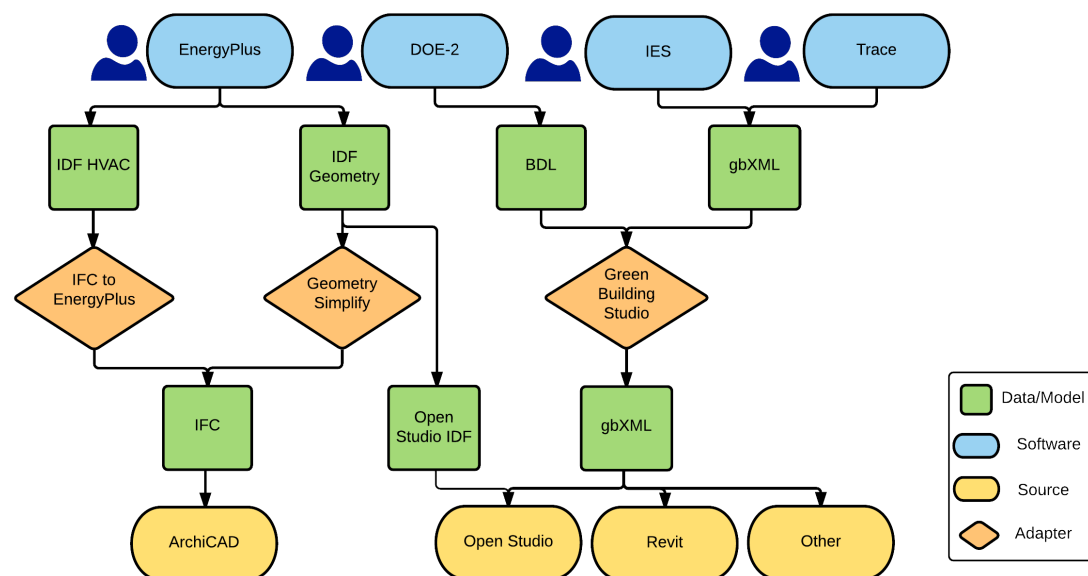 EnergyPlus
DOE-2
IES
Trace
IDF HVAC
IDF
Geometry
BDL
gbXML
IFC to
EnergyPlus
Geometry
Simplify
Green
Building
Studio
IFC
Open
Studio IDF
gbXML
ArchiCAD
Open Studio
Revit
Other
Data/Model
Software
Source
Adapter